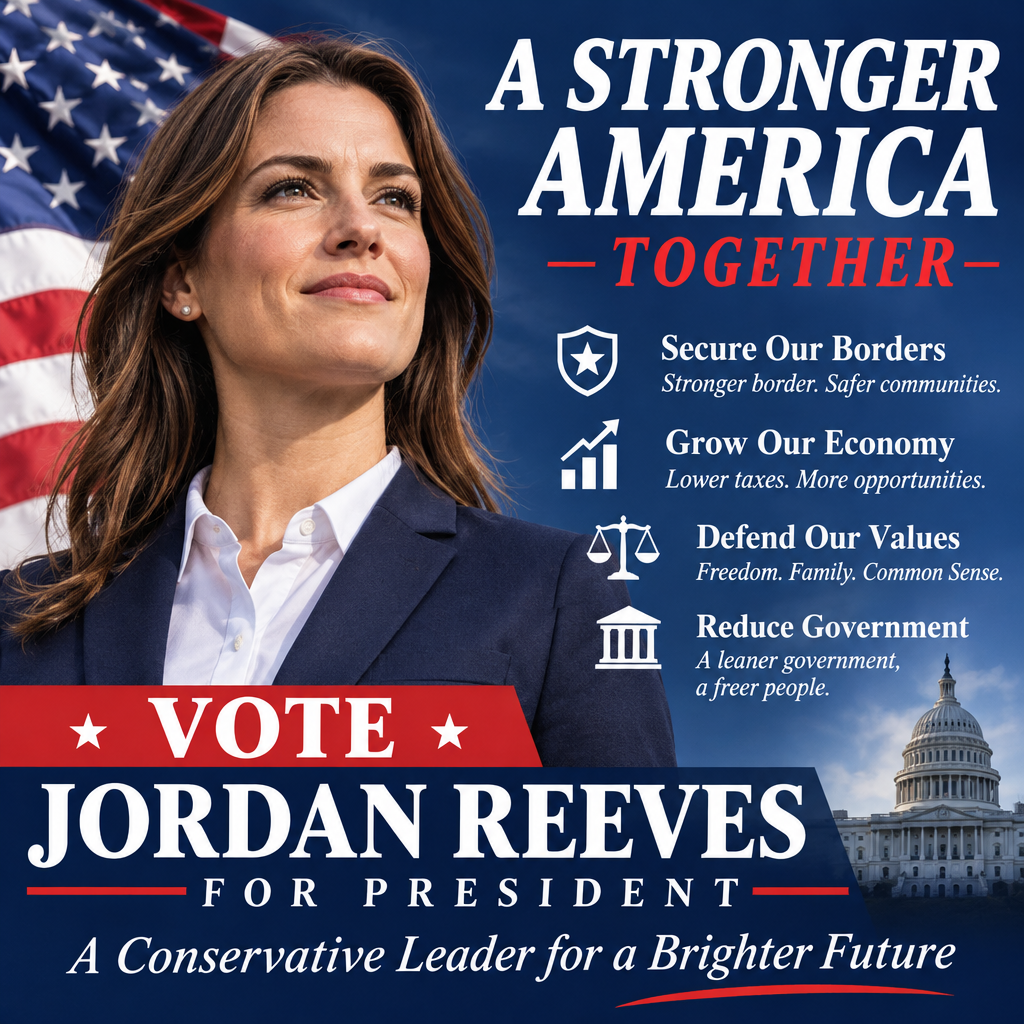 A STRONGER
AMERICA
TOGETHER
Secure Our Borders
Stronger border. Safer communities.
Grow Our Economy
Lower taxes. More opportunities.
Defend Our Values
Freedom. Family. Common Sense.
Reduce Government
A leaner government,
a freer people.
VOTE
JORDAN REEVES
FOR PRESIDENT
A Conservative Leader for a Brighter Future